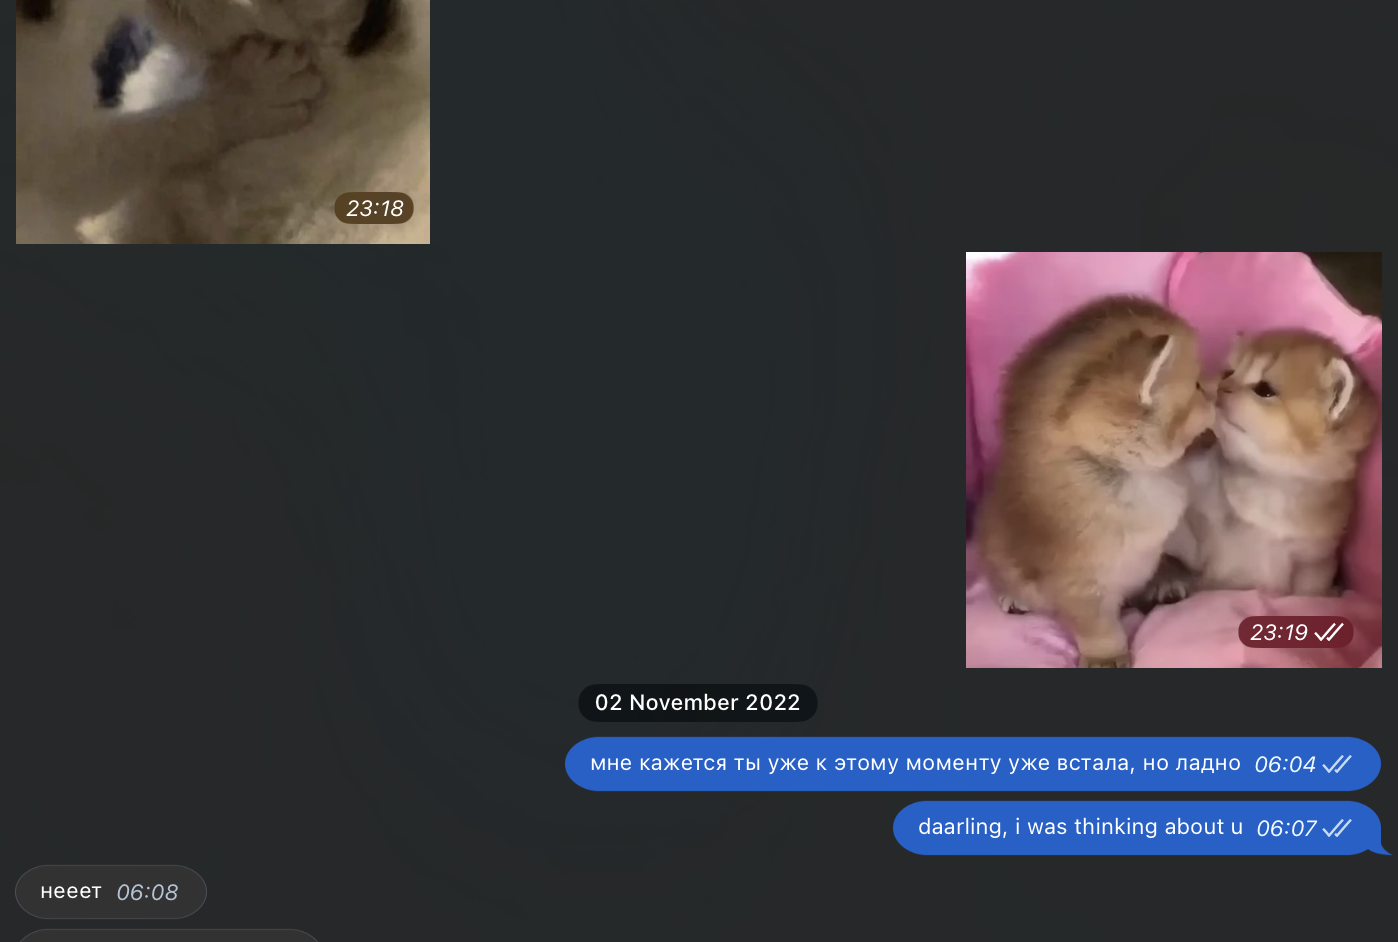 23:18
23:19
02 November 2022
мне кажется ты уже к этому моменту уже встала, но ладно 06:04
daarling, i was thinking about u 06:07
нееет 06:08